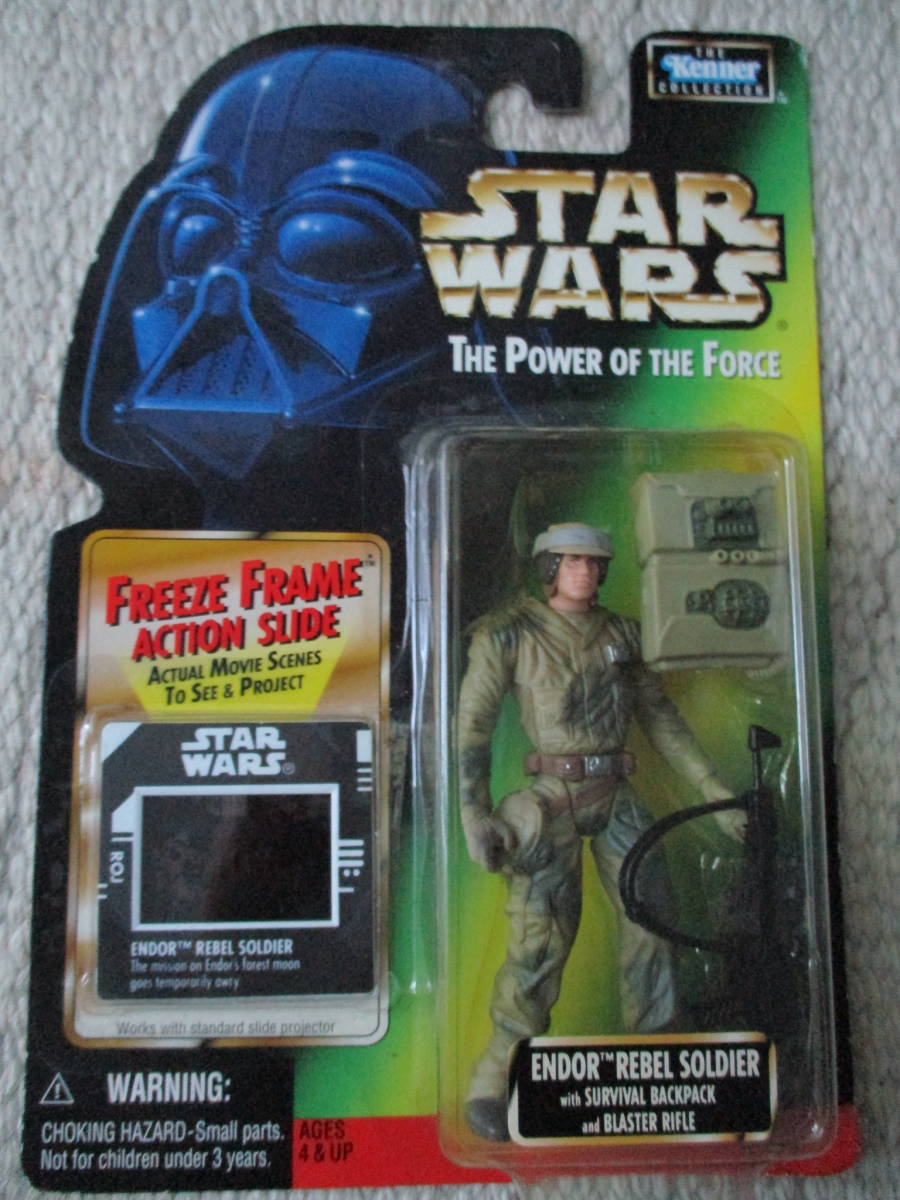 THE
Kenner
COLLECTION
STAR
WARS®
THE POWER OF THE FORCE
FREEZE FRAME™
ACTION SLIDE
ACTUAL MOVIE SCENES
TO SEE & PROJECT
STAR
WARS®
ROJ
ENDOR™ REBEL SOLDIER
The mission on Endor's forest moon
goes temporarily awry
Works with standard slide projector
ENDOR™ REBEL SOLDIER
with SURVIVAL BACKPACK
and BLASTER RIFLE
WARNING:
CHOKING HAZARD-Small parts.
Not for children under 3 years.
AGES
4 & UP